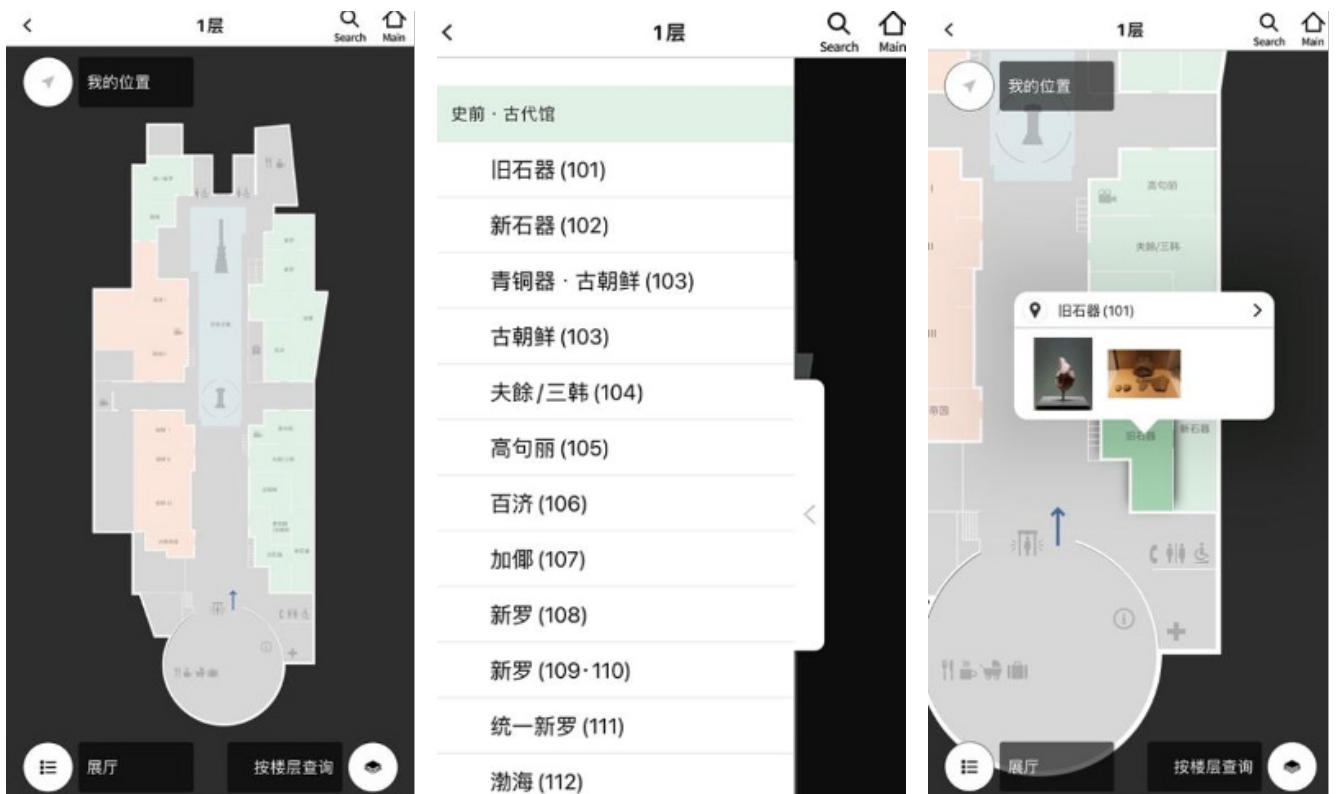 1层
Search
Main
我的位置
展厅
按楼层查询
1层
Search
Main
史前 · 古代馆
旧石器 (101)
新石器 (102)
青铜器 · 古朝鲜 (103)
古朝鲜 (103)
夫餘/三韩 (104)
高句丽 (105)
百济 (106)
加倻 (107)
新罗 (108)
新罗 (109·110)
统一新罗 (111)
渤海 (112)
1层
Search
Main
我的位置
高句丽
夫餘/三韩
旧石器 (101)
帝国
旧石器
新石器
展厅
按楼层查询